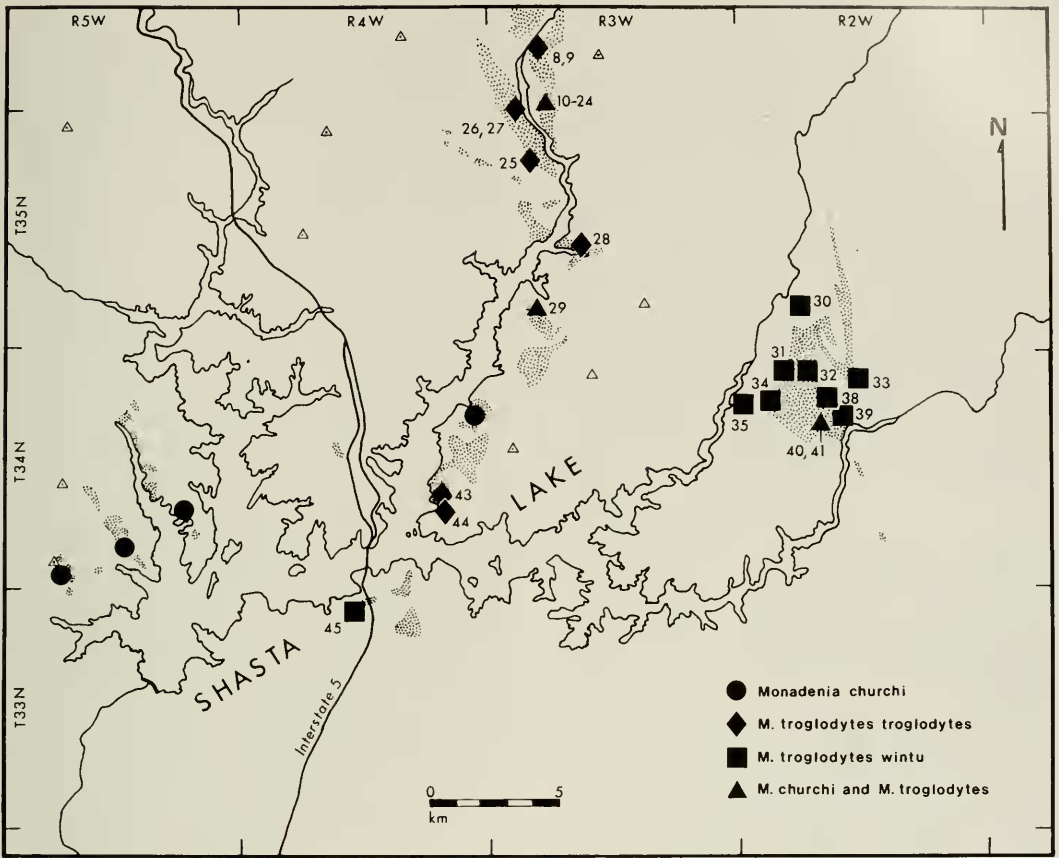 R5W R4W R3W R2W
8,9
10-24
26,27
25
N
T35N
28
29
30
31
32
33
34
38
35
39
40,41
T34N
43
44
LAKE
45
SHASTA
T33N
Interstate 5
Monadenia churchi
M. troglodytes troglodytes
M. troglodytes wintu
M. churchi and M. troglodytes
0 5
km